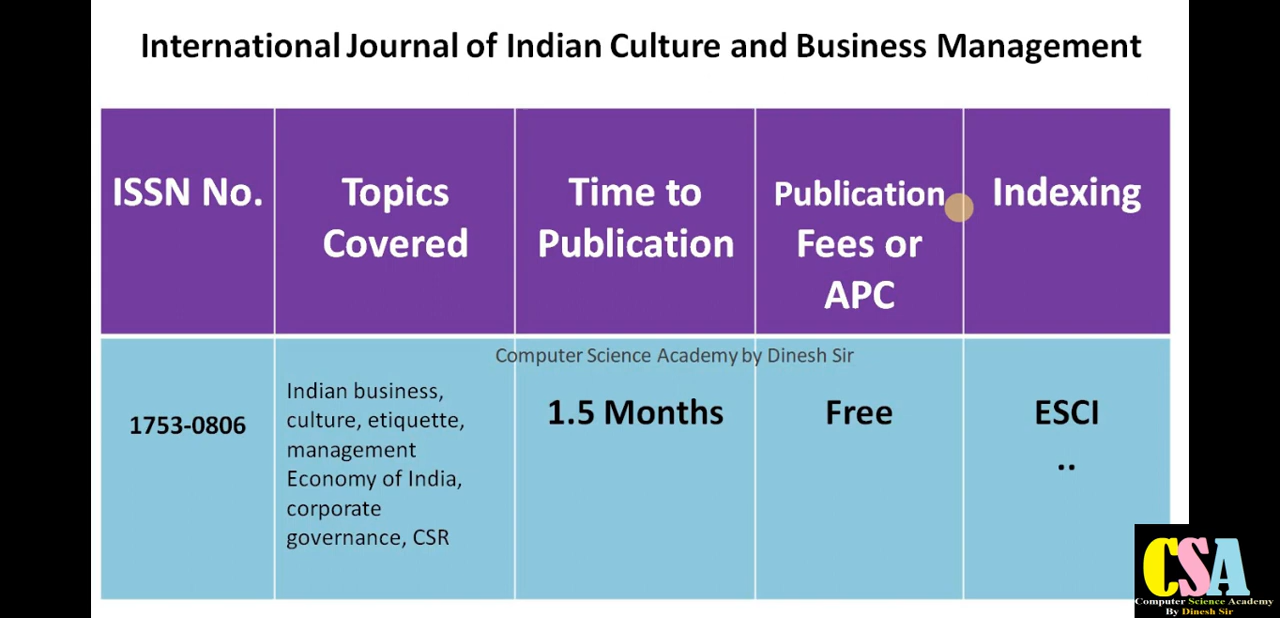 International Journal of Indian Culture and Business Management
ISSN No.
Topics
Covered
Time to
Publication
Publication
Fees or
APC
Indexing
Computer Science Academy by Dinesh Sir
1753-0806
Indian business,
culture, etiquette,
management
Economy of India,
corporate
governance, CSR
1.5 Months
Free
ESCI
..
CSA
Computer Science Academy
By Dinesh Sir